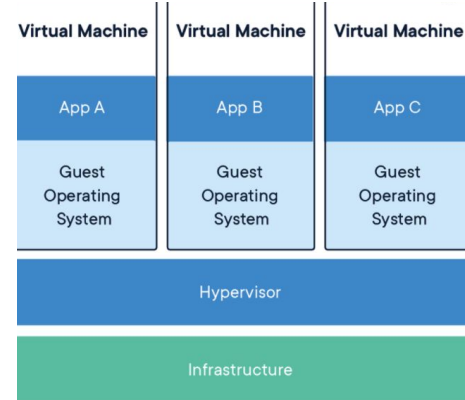 Virtual Machine
Virtual Machine
Virtual Machine
App A
App B
App C
Guest
Operating
System
Guest
Operating
System
Guest
Operating
System
Hypervisor
Infrastructure